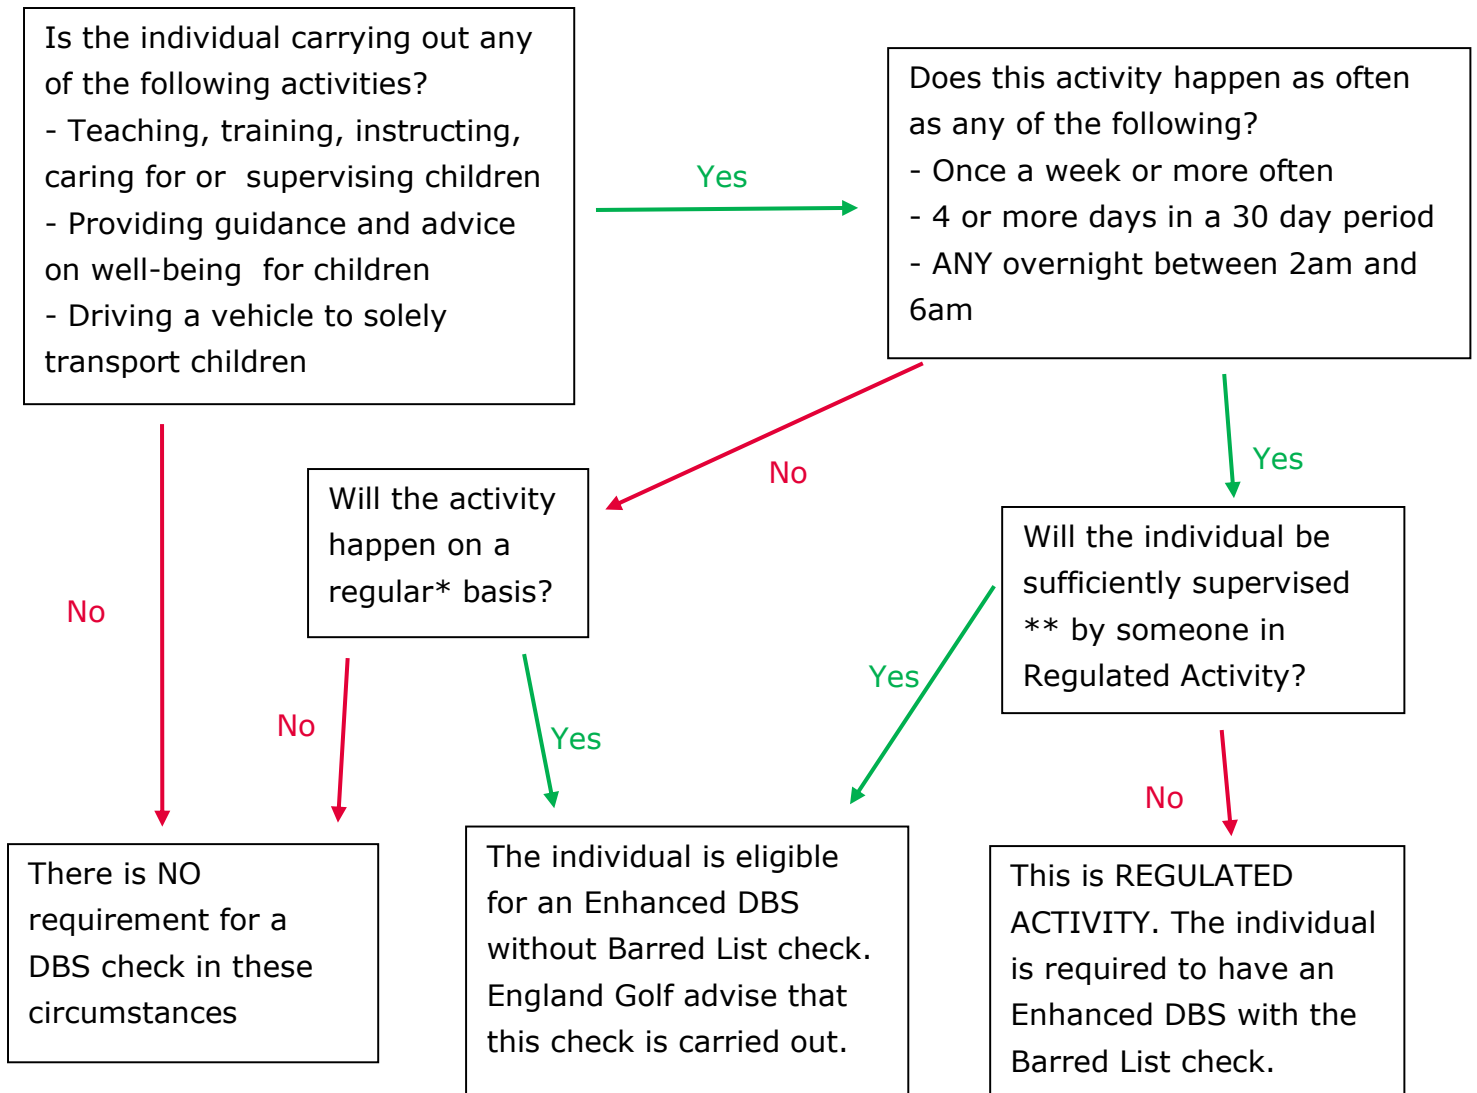 Is the individual carrying out any
of the following activities?
- Teaching, training, instructing,
caring for or  supervising children
- Providing guidance and advice
on well-being  for children
- Driving a vehicle to solely
transport children
Yes
Does this activity happen as often
as any of the following?
- Once a week or more often
- 4 or more days in a 30 day period
- ANY overnight between 2am and
6am
No
No
Yes
Will the activity
happen on a
regular* basis?
Will the individual be
sufficiently supervised
** by someone in
Regulated Activity?
No
Yes
Yes
No
There is NO
requirement for a
DBS check in these
circumstances
The individual is eligible
for an Enhanced DBS
without Barred List check.
England Golf advise that
this check is carried out.
This is REGULATED
ACTIVITY. The individual
is required to have an
Enhanced DBS with the
Barred List check.